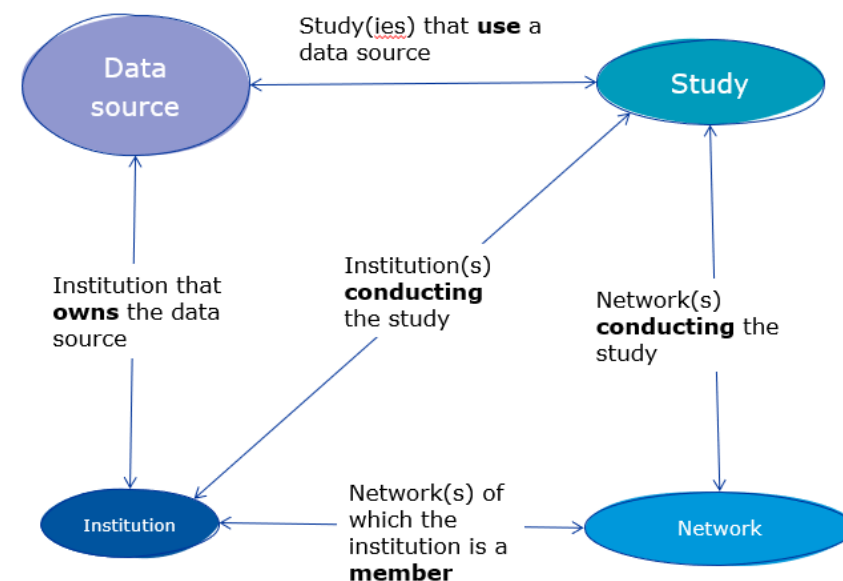 Study(ies) that use a
data source
Data
source
Study
Institution that
owns the data
source
Institution(s)
conducting
the study
Network(s)
conducting the
study
Institution
Network(s) of
which the
institution is a
member
Network